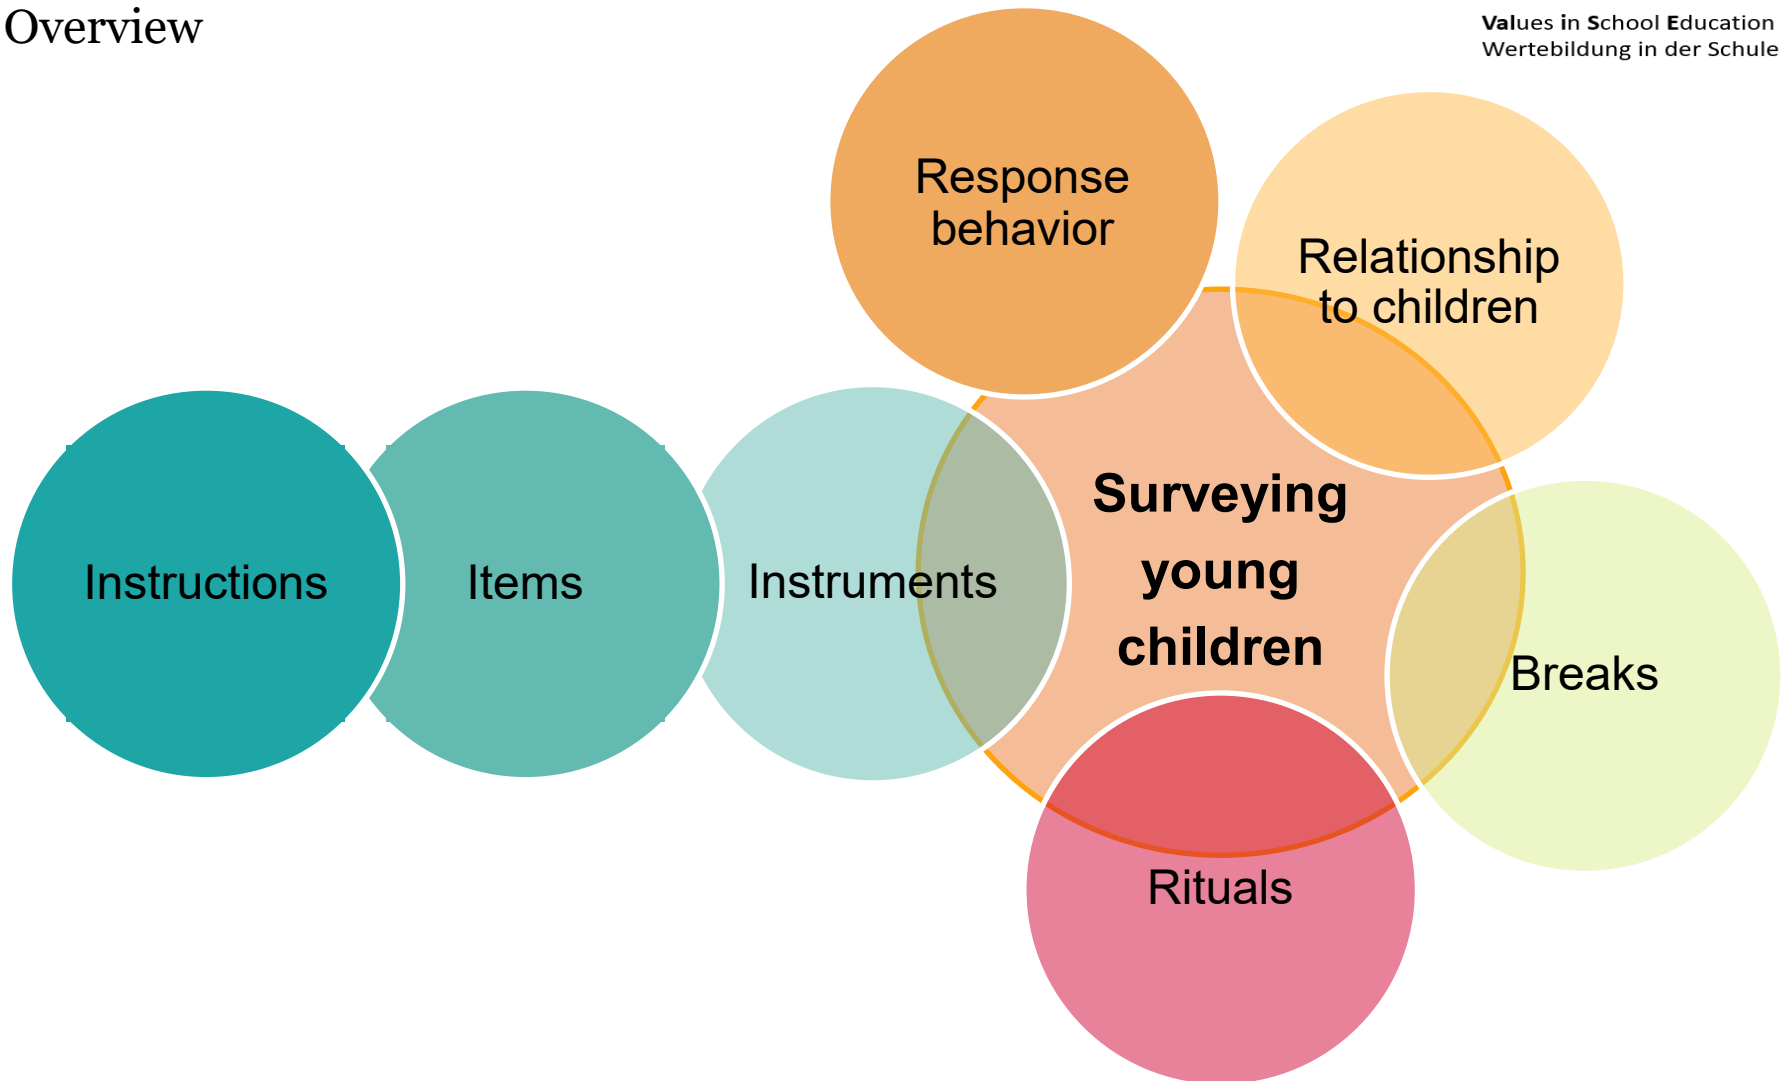 Overview
Values in School Education
Wertebildung in der Schule
Response
behavior
Relationship
to children
Surveying
young
children
Instructions
Items
Instruments
Breaks
Rituals